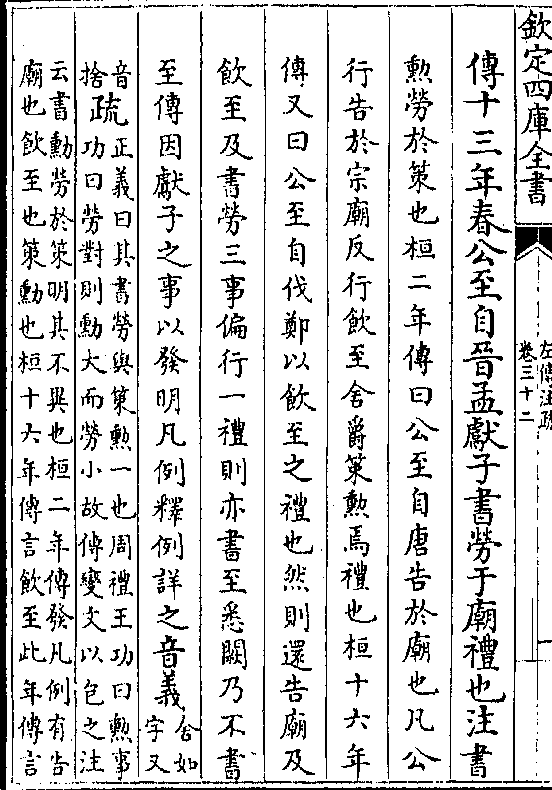 欽定四庫全書
左傳注疏
卷三十二
一
傳十三年春公至自晉孟獻子書勞于廟禮也注書
勲勞於策也桓二年傳曰公至自唐告於廟也凡公
行告於宗廟反行飲至舍爵策勲焉禮也桓十六年
傳又曰公至自伐鄭以飲至之禮也然則還告廟及
飲至及書勞三事偏行一禮則亦書至悉闕乃不書
至傳因獻子之事以發明凡例釋例詳之音義舍如
字又
音
捨疏正義曰其書勞與策勲一也周禮王功曰勲事
功曰勞對則勲大而勞小故傳變文以包之注
云書勲勞於策明其不異也桓二年傳發凡例有告
廟也飲至也策勲也桓十六年傳言飲至此年傳言